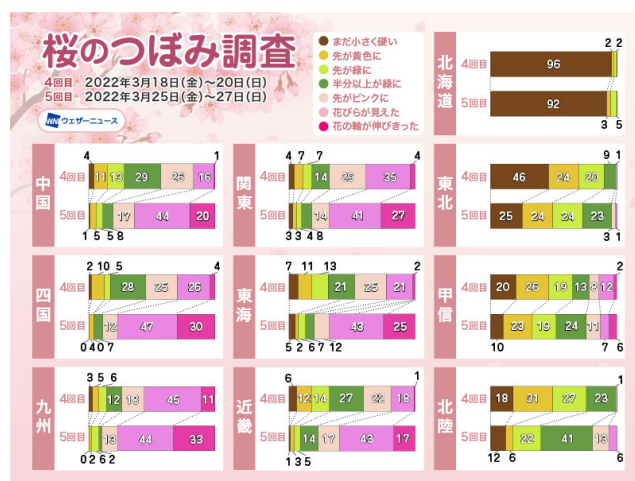 桜のつぼみ調査
4回目 2022年3月18日(金)〜20日(日)
5回目 2022年3月25日(金)〜27日(日)
ウェザーニュース
まだ小さく硬い
先が黄色に
先が緑に
半分以上が緑に
先がピンクに
花びらが見えた
花の軸が伸びきった
北海道
2 2
4回目 96
5回目 92
3 5
中国
4 1
4回目 11 13 29 25 16
5回目 17 44 20
1 5 5 8
関東
4 7 7 4
4回目 14 35
5回目 14 41 27
3 3 4 8
東北
9 1
4回目 46 24 20
5回目 25 24 24 23
3 1
四国
2 10 5 4
4回目 28 25 26
5回目 12 47 30
0 4 0 7
東海
7 11 13 2
4回目 21 25 21
5回目 43 25
5 2 6 7 12
甲信
2
4回目 20 26 19 13 8 12
5回目 23 19 24 11
10 7 6
九州
3 5 6
4回目 12 18 45 11
5回目 13 44 33
0 2 6 2
近畿
6 1
4回目 12 14 27 22 18
5回目 14 17 43 17
1 3 5
北陸
1
4回目 18 31 27 23
5回目 22 41 13
12 6 6